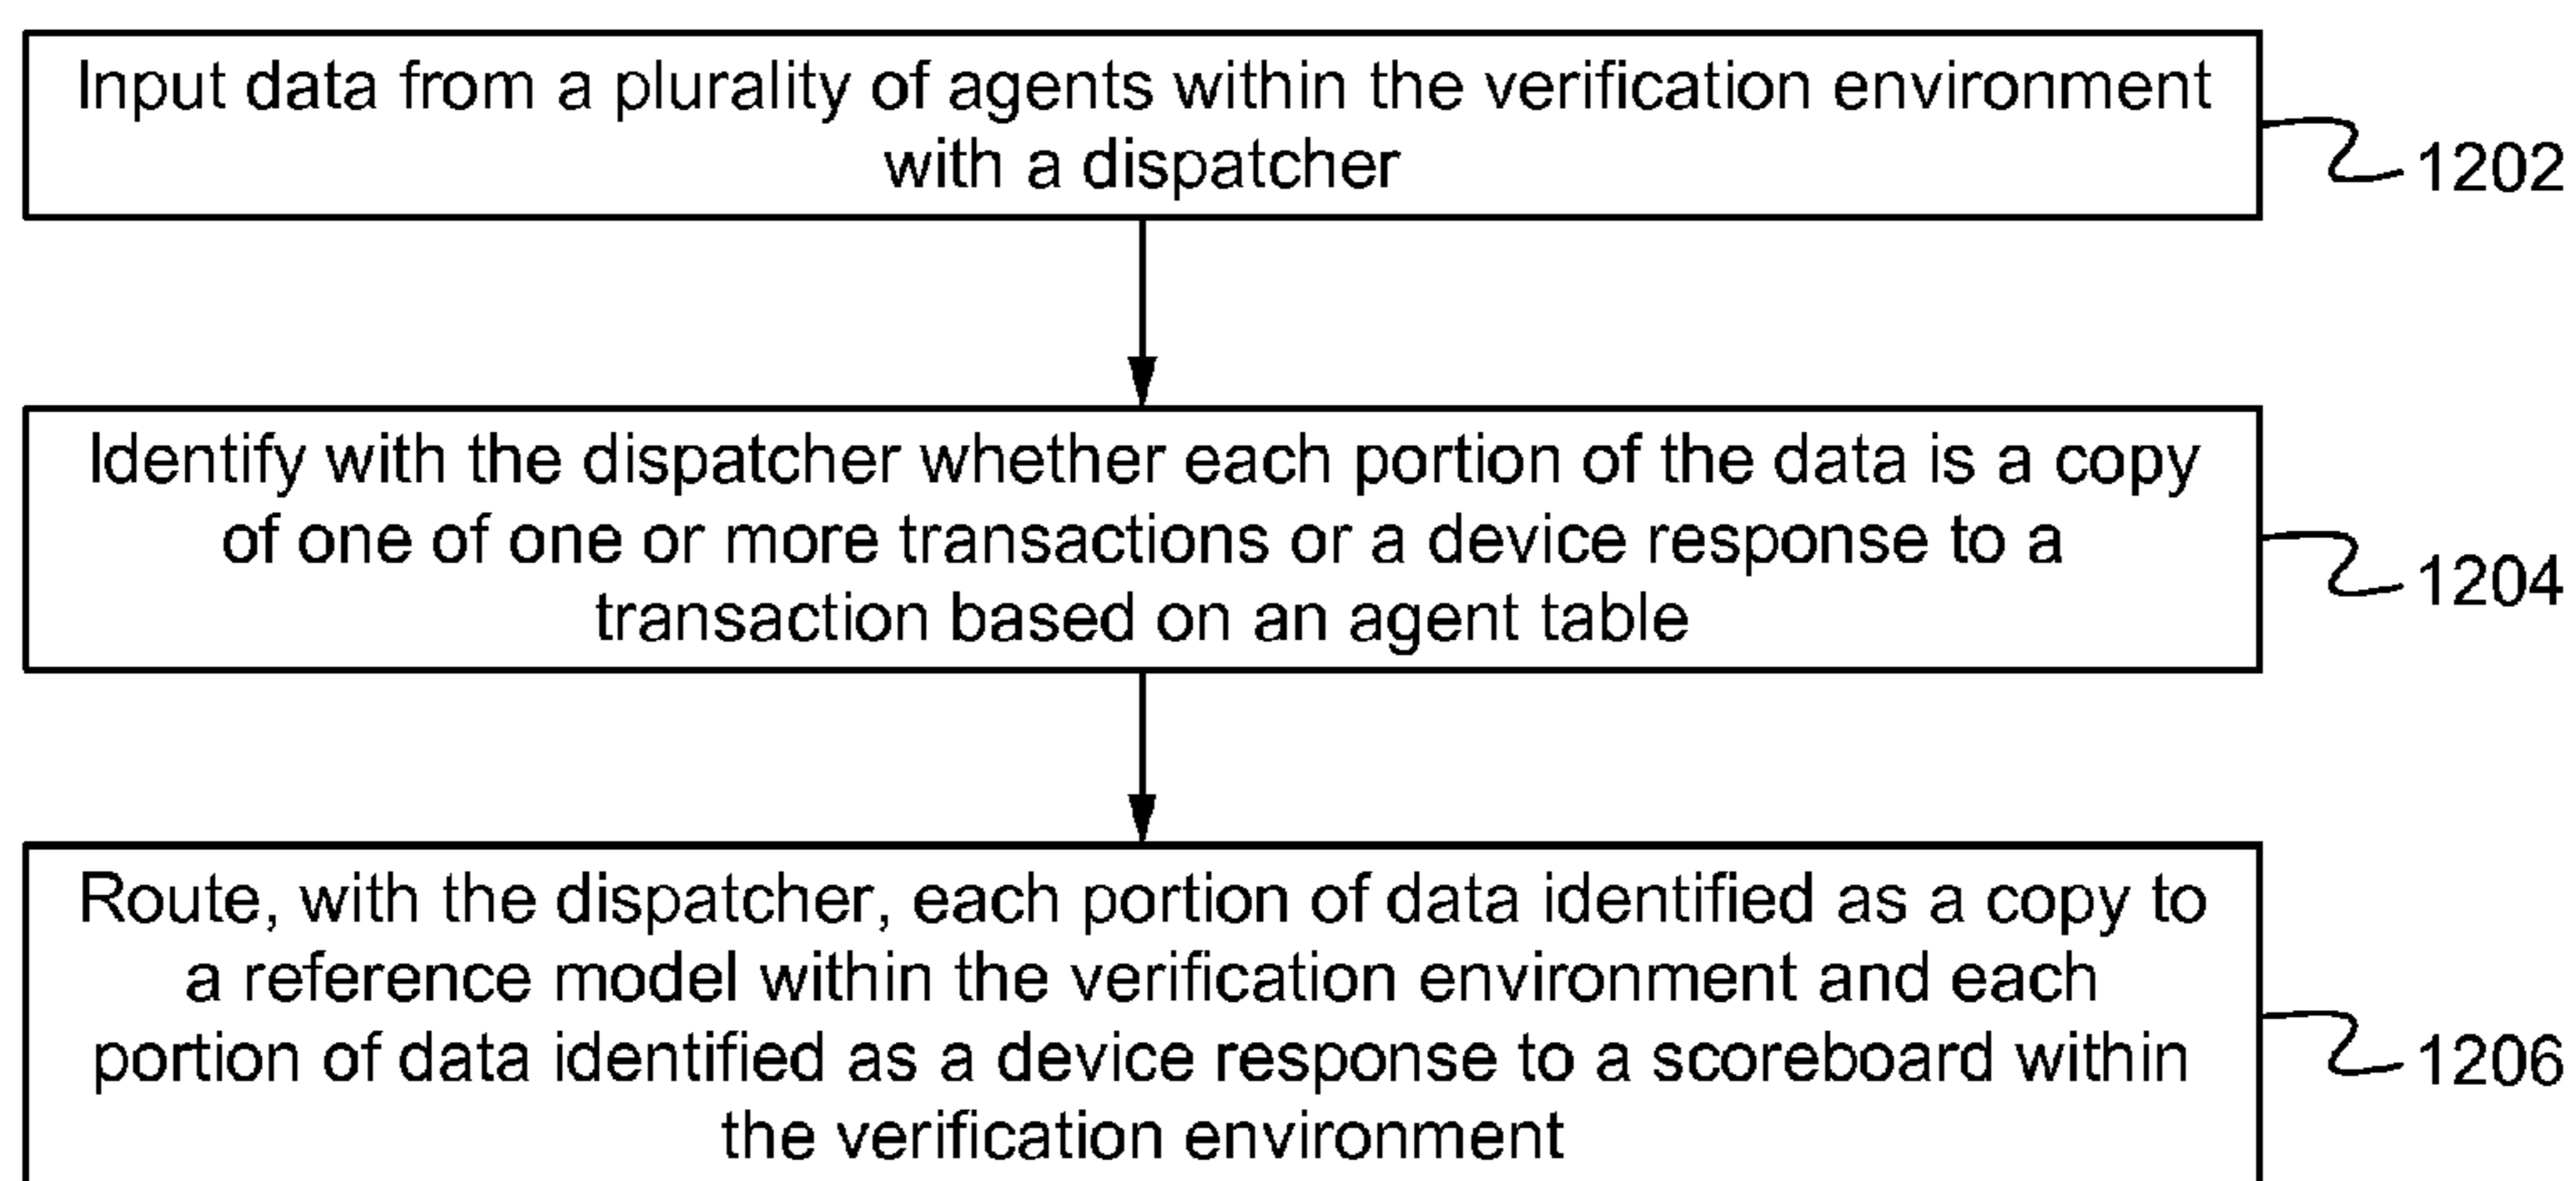 Input data from a plurality of agents within the verification environment
with a dispatcher
1202
Identify with the dispatcher whether each portion of the data is a copy
of one of one or more transactions or a device response to a
transaction based on an agent table
1204
Route, with the dispatcher, each portion of data identified as a copy to
a reference model within the verification environment and each
portion of data identified as a device response to a scoreboard within
the verification environment
1206